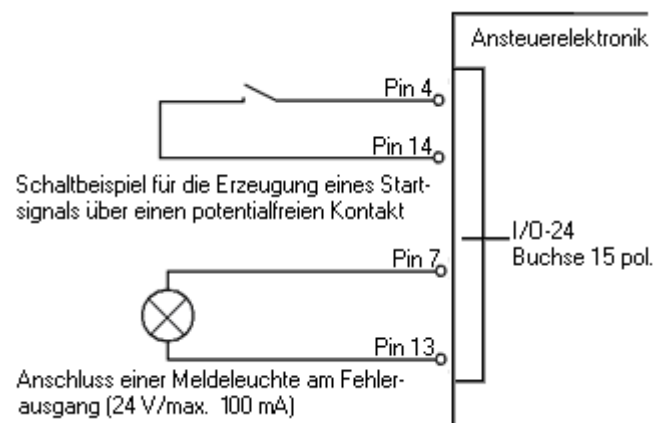 Ansteuerelektronik
Pin 4
Pin 14
Schaltbeispiel für die Erzeugung eines Start-
signals über einen potentialfreien Kontakt
I/O-24
Buchse 15 pol.
Pin 7
Pin 13
Anschluss einer Meldeleuchte am Fehler-
ausgang (24 V/max. 100 mA)